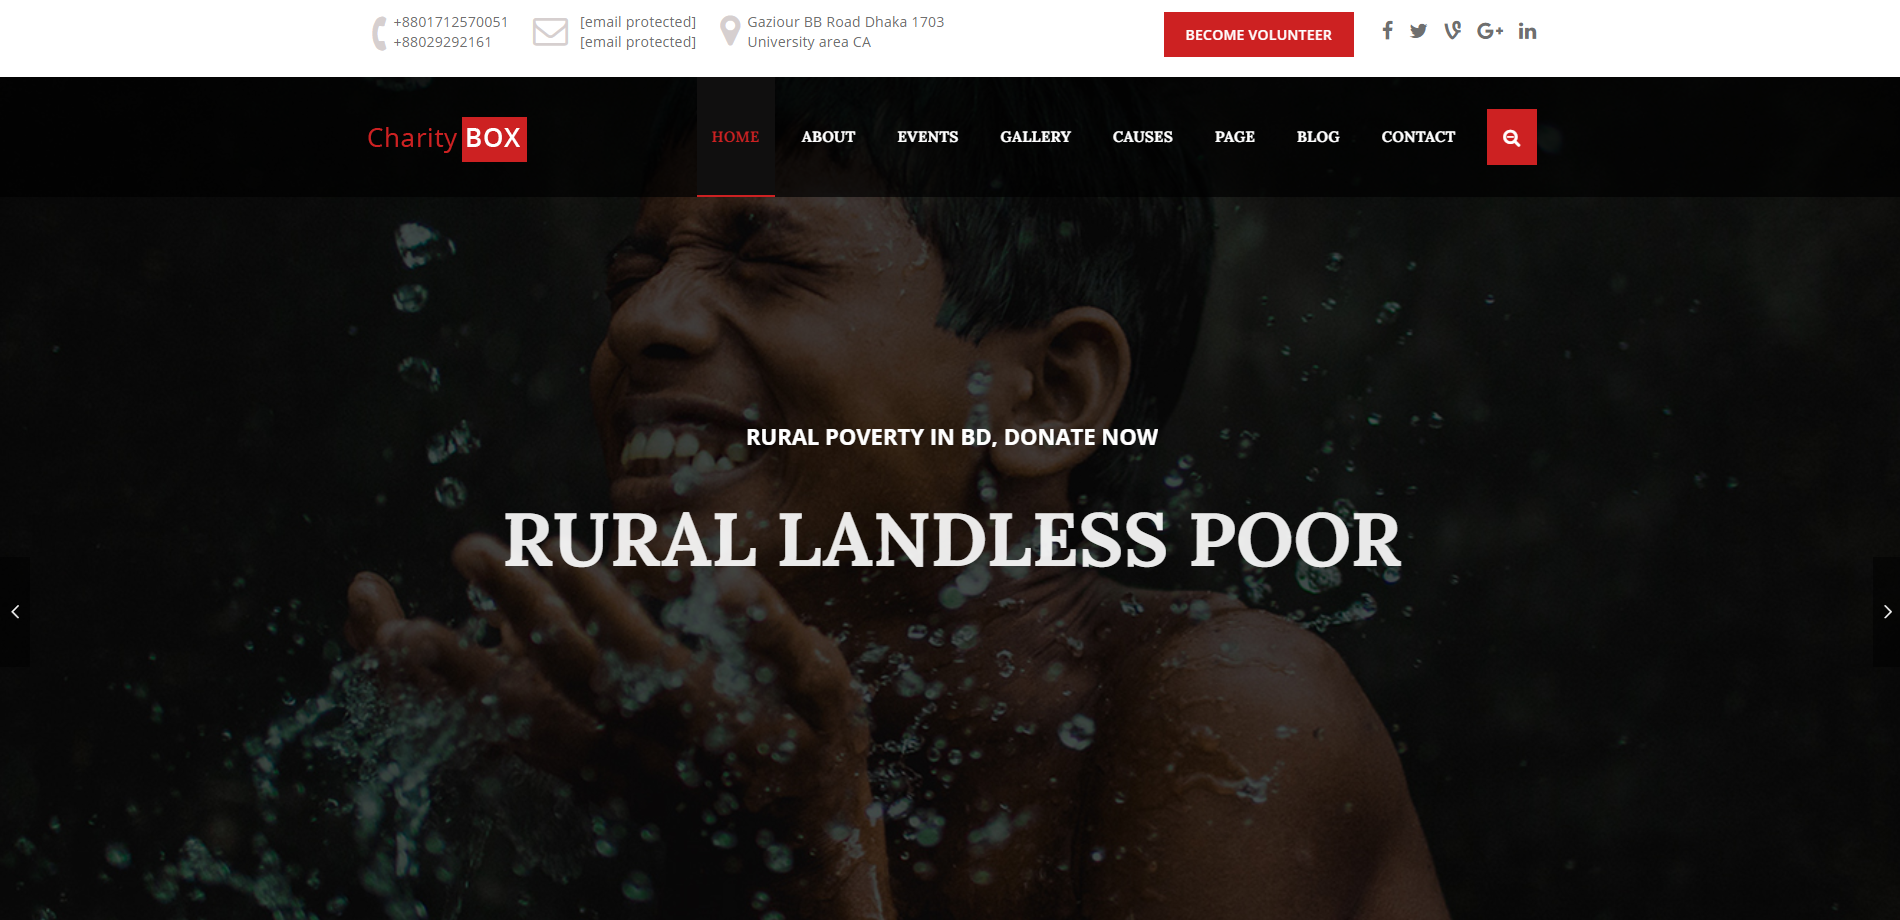 +8801712570051
+88029292161
[email protected]
[email protected]
Gaziour BB Road Dhaka 1703
University area CA
BECOME VOLUNTEER
Charity BOX
HOME ABOUT EVENTS GALLERY CAUSES PAGE BLOG CONTACT
RURAL POVERTY IN BD, DONATE NOW
RURAL LANDLESS POOR